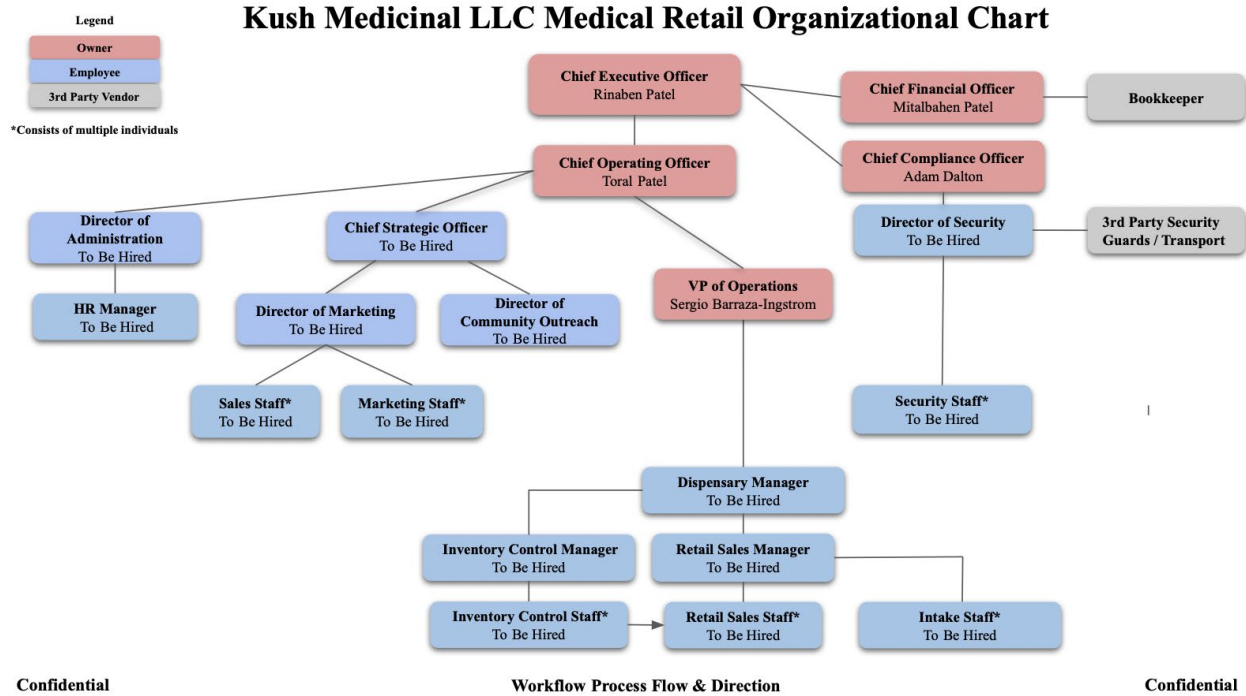 Kush Medicinal LLC Medical Retail Organizational Chart
Legend
Owner
Employee
3rd Party Vendor
*Consists of multiple individuals
Chief Executive Officer
Rinaben Patel
Chief Financial Officer
Mitalbahen Patel
Bookkeeper
Chief Operating Officer
Toral Patel
Chief Compliance Officer
Adam Dalton
Director of
Administration
To Be Hired
Chief Strategic Officer
To Be Hired
Director of Security
To Be Hired
3rd Party Security
Guards / Transport
VP of Operations
Sergio Barraza-Ingstrom
HR Manager
To Be Hired
Director of Marketing
To Be Hired
Director of
Community Outreach
To Be Hired
Sales Staff*
To Be Hired
Marketing Staff*
To Be Hired
Security Staff*
To Be Hired
Dispensary Manager
To Be Hired
Inventory Control Manager
To Be Hired
Retail Sales Manager
To Be Hired
Inventory Control Staff*
To Be Hired
Retail Sales Staff*
To Be Hired
Intake Staff*
To Be Hired
Confidential
Workflow Process Flow & Direction
Confidential